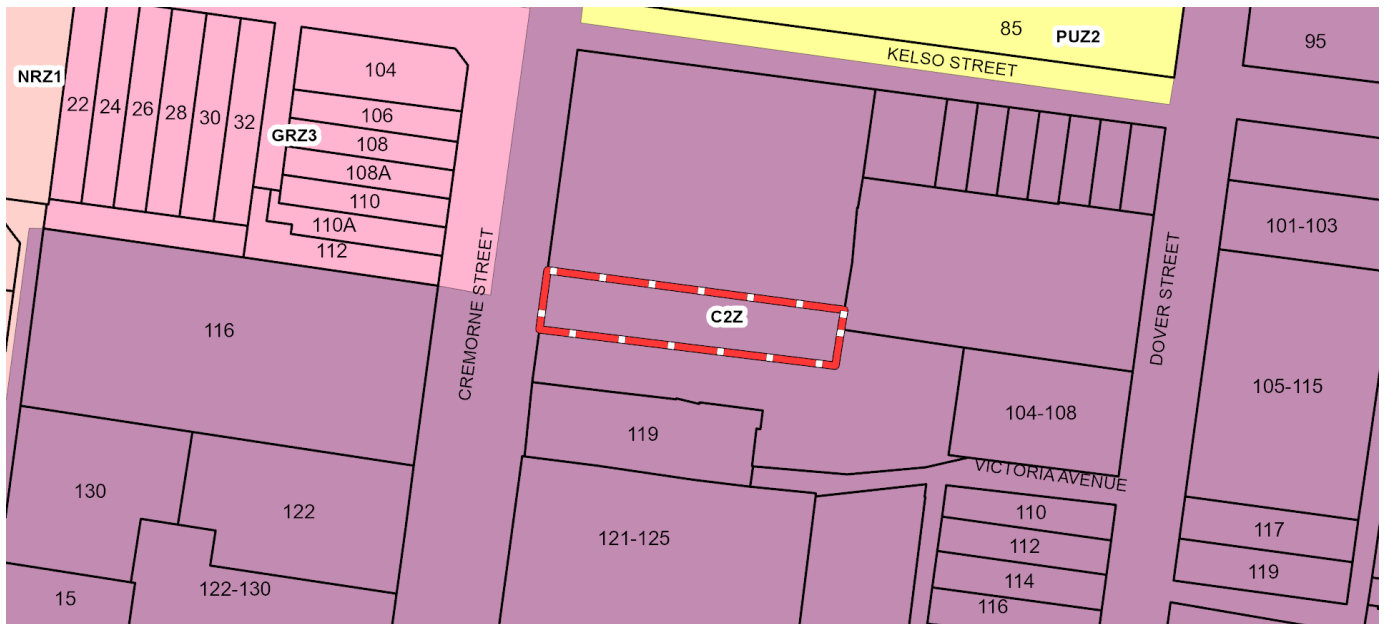 85
PUZ2
95
KELSO STREET
104
NRZ1
22
24
26
28
30
32
106
GRZ3
108
108A
110
110A
112
101-103
CREMORNE STREET
DOVER STREET
C2Z
116
105-115
104-108
119
VICTORIA AVENUE
130
122
110
121-125
112
117
114
119
122-130
15
116